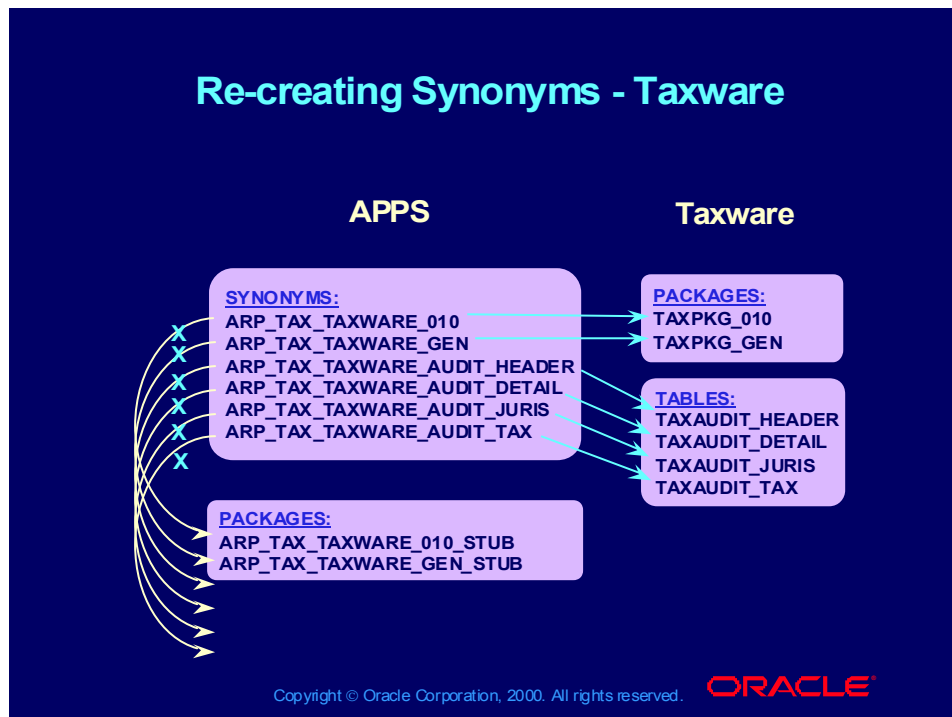 Re-creating Synonyms - Taxware
APPS
Taxware
SYNONYMS:
ARP_TAX_TAXWARE_010
ARP_TAX_TAXWARE_GEN
ARP_TAX_TAXWARE_AUDIT_HEADER
ARP_TAX_TAXWARE_AUDIT_DETAIL
ARP_TAX_TAXWARE_AUDIT_JURIS
ARP_TAX_TAXWARE_AUDIT_TAX
X
X
X
X
X
X
PACKAGES:
TAXPKG_010
TAXPKG_GEN
TABLES:
TAXAUDIT_HEADER
TAXAUDIT_DETAIL
TAXAUDIT_JURIS
TAXAUDIT_TAX
PACKAGES:
ARP_TAX_TAXWARE_010_STUB
ARP_TAX_TAXWARE_GEN_STUB
Copyright © Oracle Corporation, 2000. All rights reserved.
ORACLE®